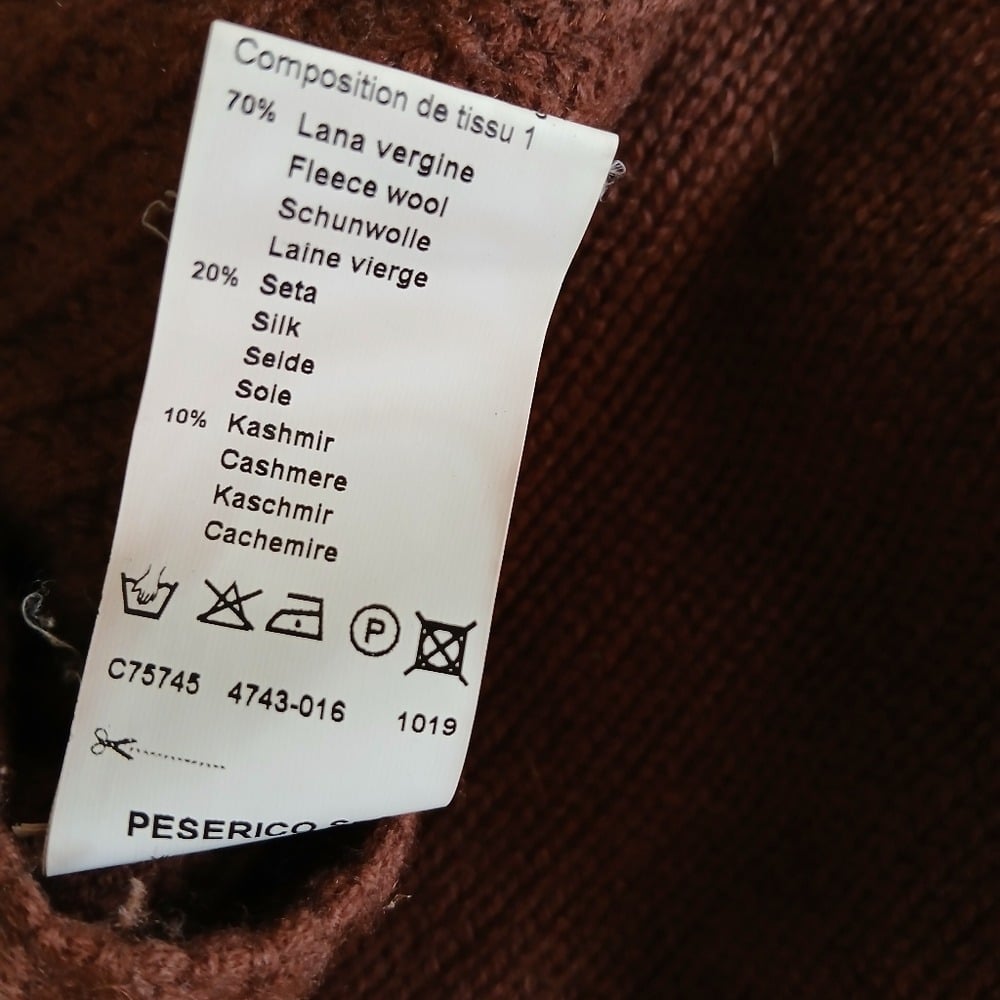 Composition de tissu 1
70% Lana vergine
Fleece wool
Schunwolle
Laine vierge
20% Seta
Silk
Seide
Soie
10% Kashmir
Cashmere
Kaschmir
Cachemire
P
C75745 4743-016 1019
PESERICO